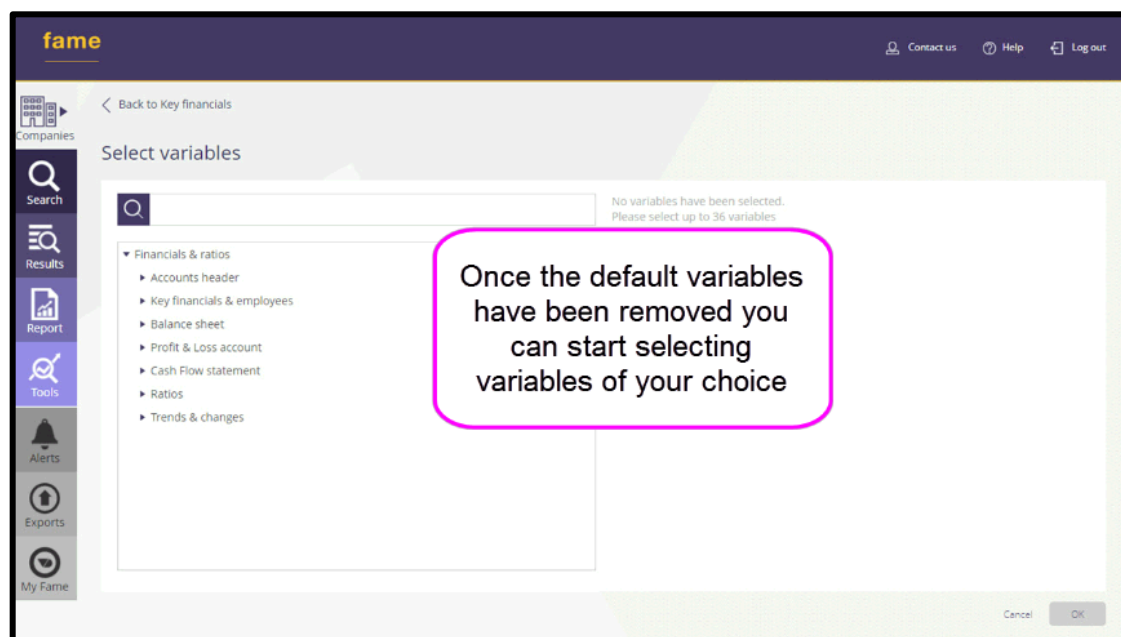 fame
Contact us
Help
Log out
Companies
Search
Results
Report
Tools
Alerts
Exports
My Fame
Back to Key financials
Select variables
No variables have been selected.
Please select up to 36 variables
Financials & ratios
Accounts header
Key financials & employees
Balance sheet
Profit & Loss account
Cash Flow statement
Ratios
Trends & changes
Once the default variables
have been removed you
can start selecting
variables of your choice
Cancel
OK